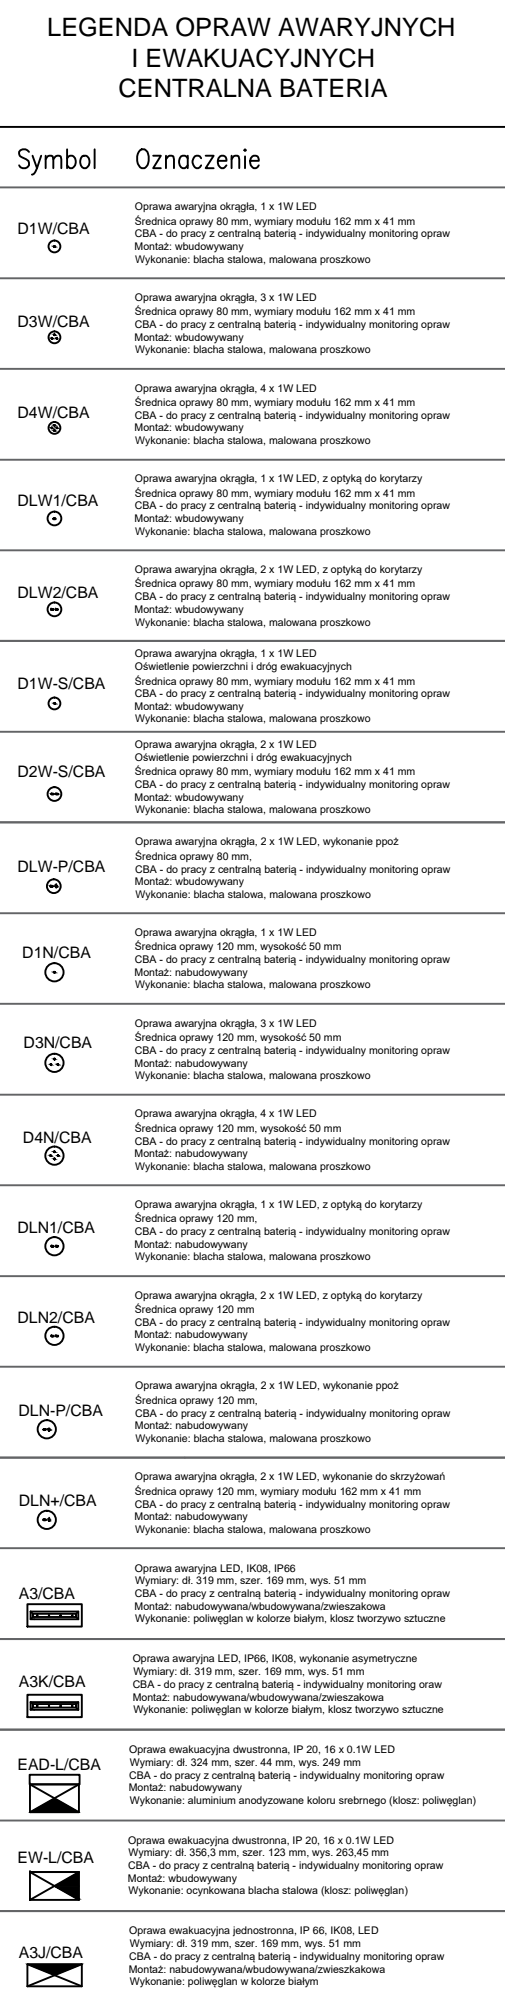 LEGENDA OPRAW AWARYJNYCH
I EWAKUACYJNYCH
CENTRALNA BATERIA
Symbol Oznaczenie
D1W/CBA
Oprawa awaryjna okrągła, 1 x 1W LED
Średnica oprawy 80 mm, wymiary modułu 162 mm x 41 mm
CBA - do pracy z centralną baterią - indywidualny monitoring opraw
Montaż: wbudowywany
Wykonanie: blacha stalowa, malowana proszkowo
D3W/CBA
Oprawa awaryjna okrągła, 3 x 1W LED
Średnica oprawy 80 mm, wymiary modułu 162 mm x 41 mm
CBA - do pracy z centralną baterią - indywidualny monitoring opraw
Montaż: wbudowywany
Wykonanie: blacha stalowa, malowana proszkowo
D4W/CBA
Oprawa awaryjna okrągła, 4 x 1W LED
Średnica oprawy 80 mm, wymiary modułu 162 mm x 41 mm
CBA - do pracy z centralną baterią - indywidualny monitoring opraw
Montaż: wbudowywany
Wykonanie: blacha stalowa, malowana proszkowo
DLW1/CBA
Oprawa awaryjna okrągła, 1 x 1W LED, z optyką do korytarzy
Średnica oprawy 80 mm, wymiary modułu 162 mm x 41 mm
CBA - do pracy z centralną baterią - indywidualny monitoring opraw
Montaż: wbudowywany
Wykonanie: blacha stalowa, malowana proszkowo
DLW2/CBA
Oprawa awaryjna okrągła, 2 x 1W LED, z optyką do korytarzy
Średnica oprawy 80 mm, wymiary modułu 162 mm x 41 mm
CBA - do pracy z centralną baterią - indywidualny monitoring opraw
Montaż: wbudowywany
Wykonanie: blacha stalowa, malowana proszkowo
D1W-S/CBA
Oprawa awaryjna okrągła, 1 x 1W LED
Oświetlenie powierzchni i dróg ewakuacyjnych
Średnica oprawy 80 mm, wymiary modułu 162 mm x 41 mm
CBA - do pracy z centralną baterią - indywidualny monitoring opraw
Montaż: wbudowywany
Wykonanie: blacha stalowa, malowana proszkowo
D2W-S/CBA
Oprawa awaryjna okrągła, 2 x 1W LED
Oświetlenie powierzchni i dróg ewakuacyjnych
Średnica oprawy 80 mm, wymiary modułu 162 mm x 41 mm
CBA - do pracy z centralną baterią - indywidualny monitoring opraw
Montaż: wbudowywany
Wykonanie: blacha stalowa, malowana proszkowo
DLW-P/CBA
Oprawa awaryjna okrągła, 2 x 1W LED, wykonanie ppoż
Średnica oprawy 80 mm,
CBA - do pracy z centralną baterią - indywidualny monitoring opraw
Montaż: wbudowywany
Wykonanie: blacha stalowa, malowana proszkowo
D1N/CBA
Oprawa awaryjna okrągła, 1 x 1W LED
Średnica oprawy 120 mm, wysokość 50 mm
CBA - do pracy z centralną baterią - indywidualny monitoring opraw
Montaż: nabudowywany
Wykonanie: blacha stalowa, malowana proszkowo
D3N/CBA
Oprawa awaryjna okrągła, 3 x 1W LED
Średnica oprawy 120 mm, wysokość 50 mm
CBA - do pracy z centralną baterią - indywidualny monitoring opraw
Montaż: nabudowywany
Wykonanie: blacha stalowa, malowana proszkowo
D4N/CBA
Oprawa awaryjna okrągła, 4 x 1W LED
Średnica oprawy 120 mm, wysokość 50 mm
CBA - do pracy z centralną baterią - indywidualny monitoring opraw
Montaż: nabudowywany
Wykonanie: blacha stalowa, malowana proszkowo
DLN1/CBA
Oprawa awaryjna okrągła, 1 x 1W LED, z optyką do korytarzy
Średnica oprawy 120 mm,
CBA - do pracy z centralną baterią - indywidualny monitoring opraw
Montaż: nabudowywany
Wykonanie: blacha stalowa, malowana proszkowo
DLN2/CBA
Oprawa awaryjna okrągła, 2 x 1W LED, z optyką do korytarzy
Średnica oprawy 120 mm
CBA - do pracy z centralną baterią - indywidualny monitoring opraw
Montaż: nabudowywany
Wykonanie: blacha stalowa, malowana proszkowo
DLN-P/CBA
Oprawa awaryjna okrągła, 2 x 1W LED, wykonanie ppoż
Średnica oprawy 120 mm,
CBA - do pracy z centralną baterią - indywidualny monitoring opraw
Montaż: nabudowywany
Wykonanie: blacha stalowa, malowana proszkowo
DLN+/CBA
Oprawa awaryjna okrągła, 2 x 1W LED, wykonanie do skrzyżowań
Średnica oprawy 120 mm, wymiary modułu 162 mm x 41 mm
CBA - do pracy z centralną baterią - indywidualny monitoring opraw
Montaż: nabudowywany
Wykonanie: blacha stalowa, malowana proszkowo
A3/CBA
Oprawa awaryjna LED, IK08, IP66
Wymiary: dł. 319 mm, szer. 169 mm, wys. 51 mm
CBA - do pracy z centralną baterią - indywidualny monitoring opraw
Montaż: nabudowywana/wbudowywana/zwieszakowa
Wykonanie: poliwęglan w kolorze białym, klosz tworzywo sztuczne
A3K/CBA
Oprawa awaryjna LED, IP66, IK08, wykonanie asymetryczne
Wymiary: dł. 319 mm, szer. 169 mm, wys. 51 mm
CBA - do pracy z centralną baterią - indywidualny monitoring oraw
Montaż: nabudowywana/wbudowywana/zwieszakowa
Wykonanie: poliwęglan w kolorze białym, klosz tworzywo sztuczne
EAD-L/CBA
Oprawa ewakuacyjna dwustronna, IP 20, 16 x 0.1W LED
Wymiary: dł. 324 mm, szer. 44 mm, wys. 249 mm
CBA - do pracy z centralną baterią - indywidualny monitoring opraw
Montaż: nabudowywany
Wykonanie: aluminium anodyzowane koloru srebrnego (klosz: poliwęglan)
EW-L/CBA
Oprawa ewakuacyjna dwustronna, IP 20, 16 x 0.1W LED
Wymiary: dł. 356,3 mm, szer. 123 mm, wys. 263,45 mm
CBA - do pracy z centralną baterią - indywidualny monitoring opraw
Montaż: wbudowywany
Wykonanie: ocynkowana blacha stalowa (klosz: poliwęglan)
A3J/CBA
Oprawa ewakuacyjna jednostronna, IP 66, IK08, LED
Wymiary: dł. 319 mm, szer. 169 mm, wys. 51 mm
CBA - do pracy z centralną baterią - indywidualny monitoring opraw
Montaż: nabudowywana/wbudowywana/zwieszkakowa
Wykonanie: poliwęglan w kolorze białym